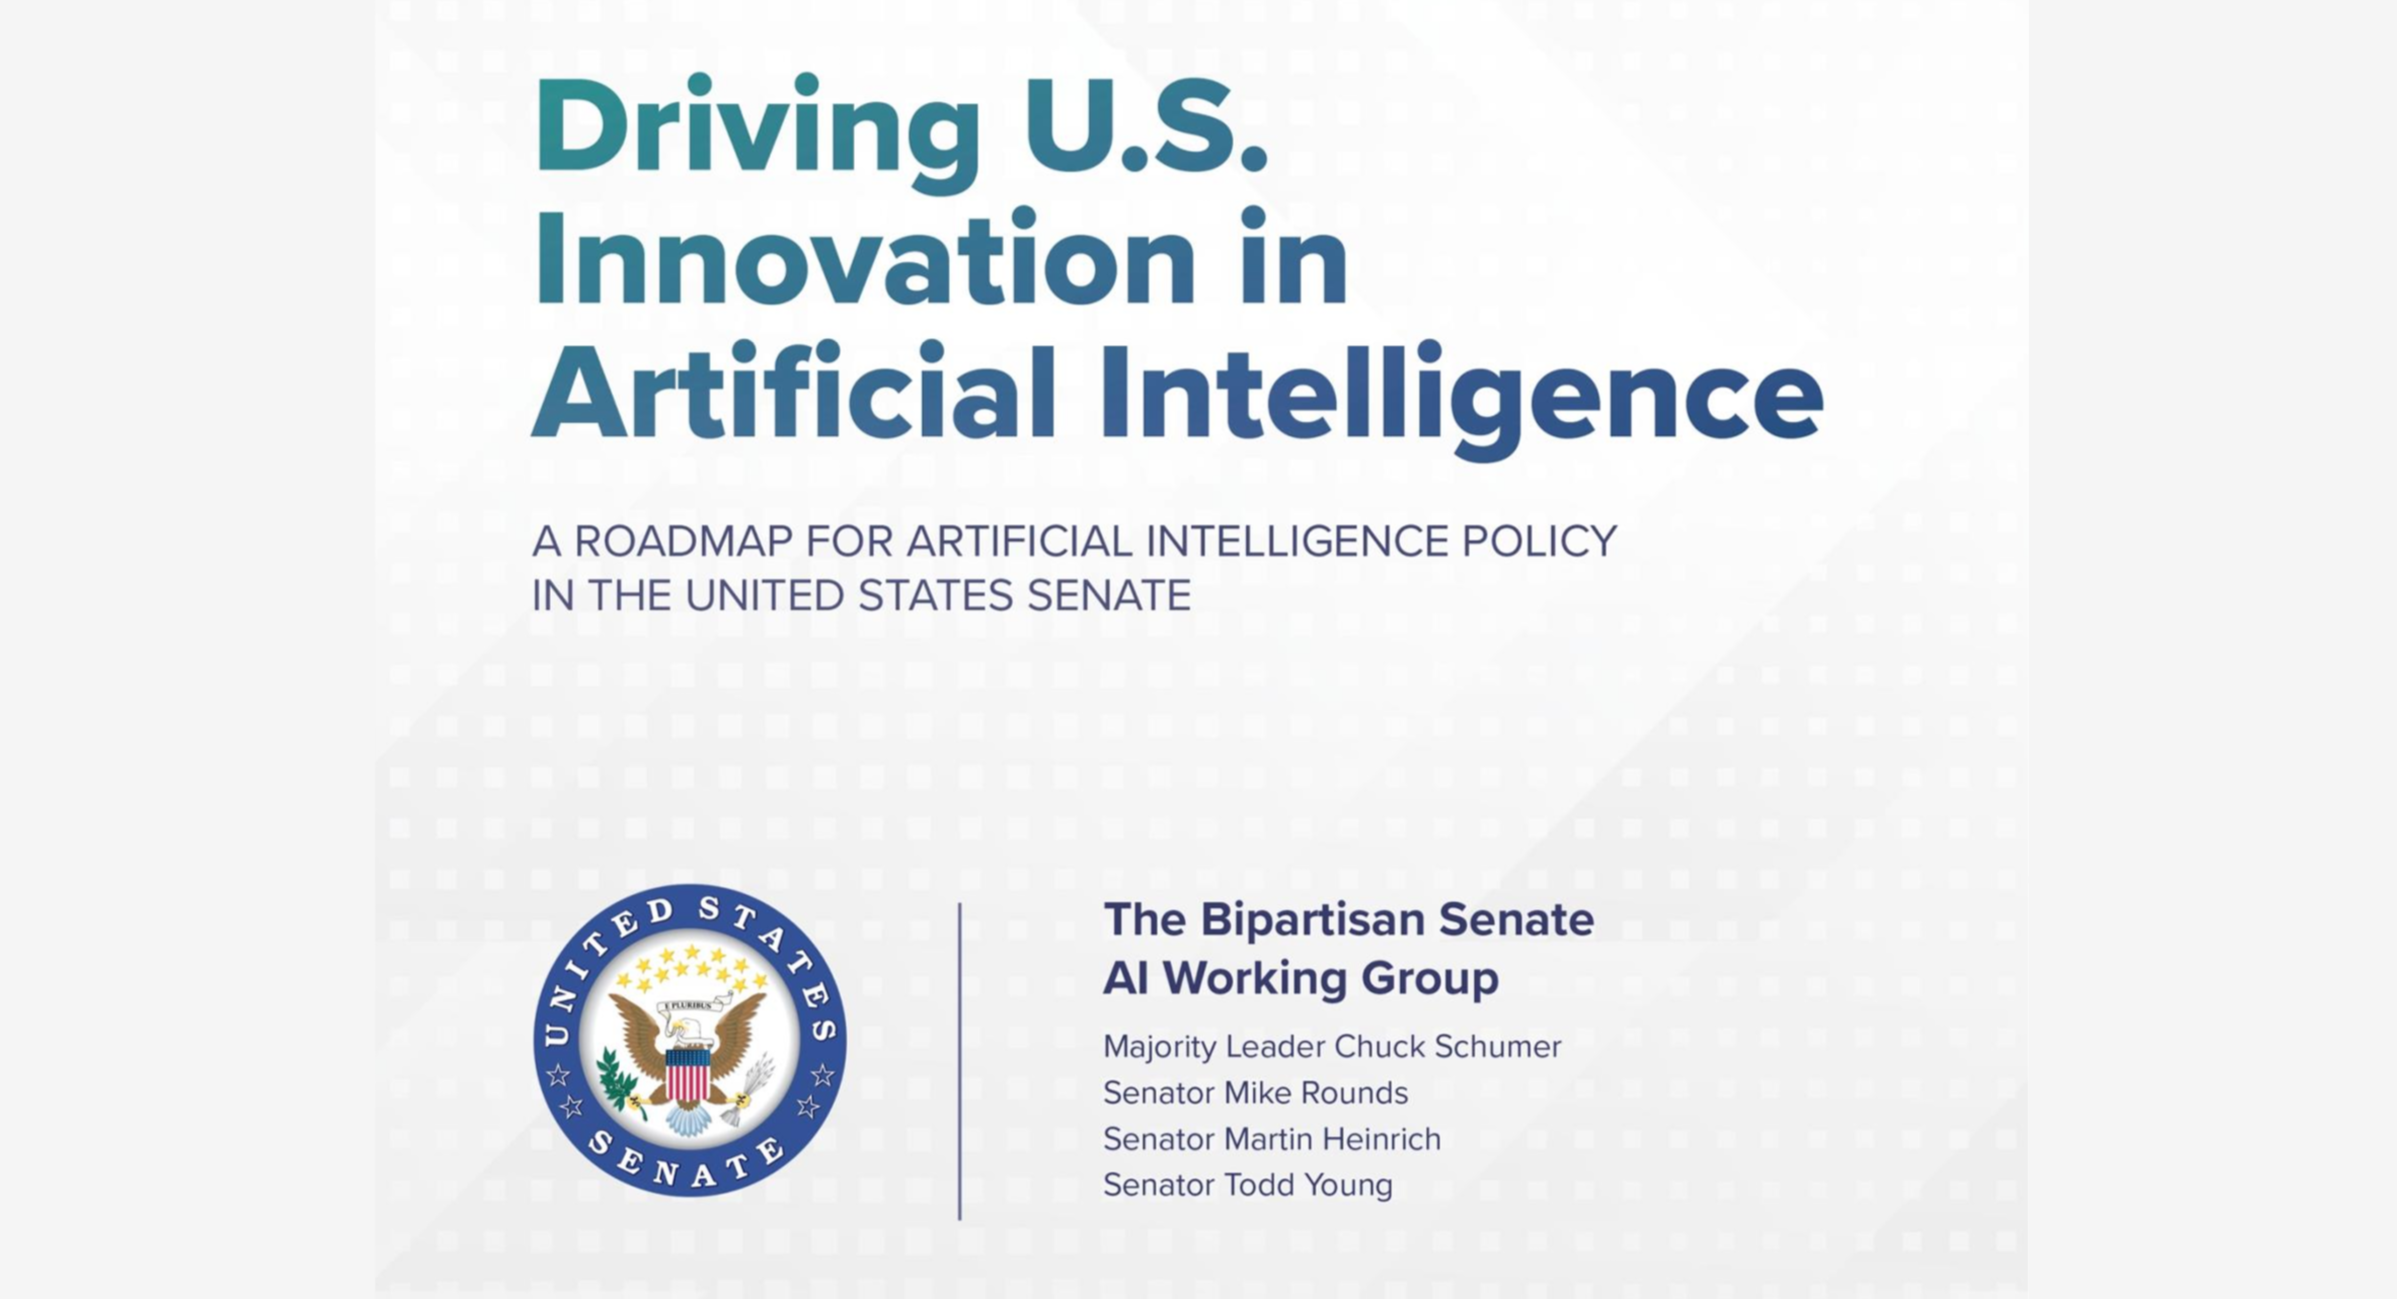 Driving U.S.
Innovation in
Artificial Intelligence
A ROADMAP FOR ARTIFICIAL INTELLIGENCE POLICY
IN THE UNITED STATES SENATE
UNITED STATES
E PLURIBUS
SENATE
The Bipartisan Senate
AI Working Group
Majority Leader Chuck Schumer
Senator Mike Rounds
Senator Martin Heinrich
Senator Todd Young